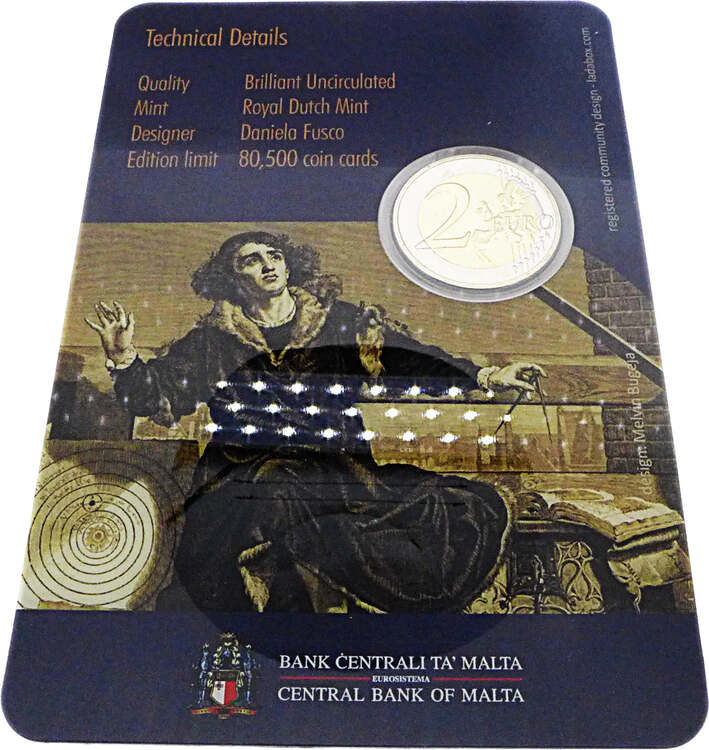 Technical Details
Quality Brilliant Uncirculated
Mint Royal Dutch Mint
Designer Daniela Fusco
Edition limit 80,500 coin cards
registered community design - ladabox.com
2 EURO
design: Melvin Bugeja
BANK ĊENTRALI TA' MALTA
EUROSISTEMA
CENTRAL BANK OF MALTA